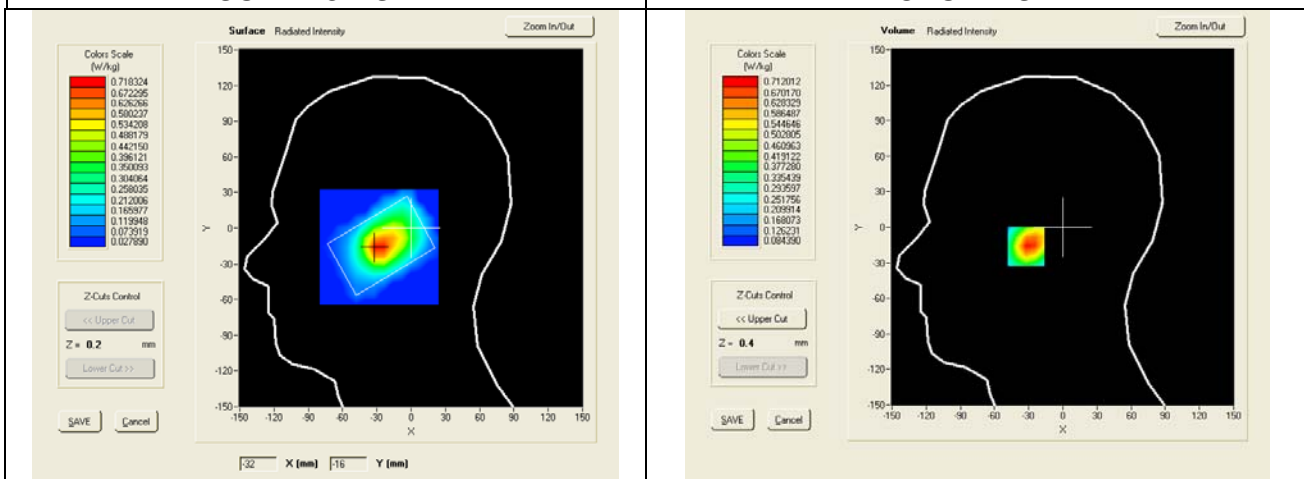 Surface Radiated Intensity
Zoom In/Out
Colors Scale
(W/kg)
0.718324
0.672295
0.626266
0.580237
0.534208
0.488179
0.442150
0.396121
0.350093
0.304064
0.258035
0.212006
0.165977
0.119948
0.073919
0.027890
150
120
90
60
30
0
-30
-60
-90
-120
-150
Y
-150 -120 -90 -60 -30 0 30 60 90 120 150
X
Z-Cuts Control
<< Upper Cut
Z = 0.2 mm
Lower Cut >>
SAVE Cancel
-32 X (mm) -16 Y (mm)
Volume Radiated Intensity
Zoom In/Out
Colors Scale
(W/kg)
0.712012
0.670170
0.628329
0.586487
0.544646
0.502805
0.460963
0.419122
0.377280
0.335439
0.293597
0.251756
0.209914
0.168073
0.126231
0.084390
150
120
90
60
30
0
-30
-60
-90
-120
-150
Y
-150 -120 -90 -60 -30 0 30 60 90 120 150
X
Z-Cuts Control
<< Upper Cut
Z = 0.4 mm
Lower Cut >>
SAVE Cancel